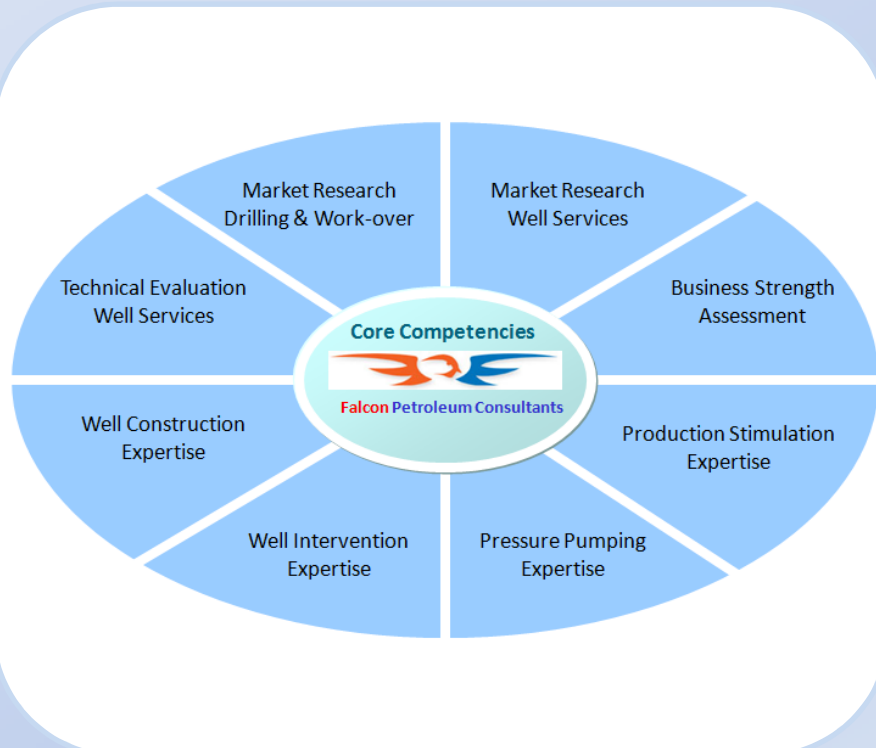 Market Research
Drilling & Work-over
Market Research
Well Services
Technical Evaluation
Well Services
Business Strength
Assessment
Core Competencies
Falcon Petroleum Consultants
Well Construction
Expertise
Production Stimulation
Expertise
Well Intervention
Expertise
Pressure Pumping
Expertise